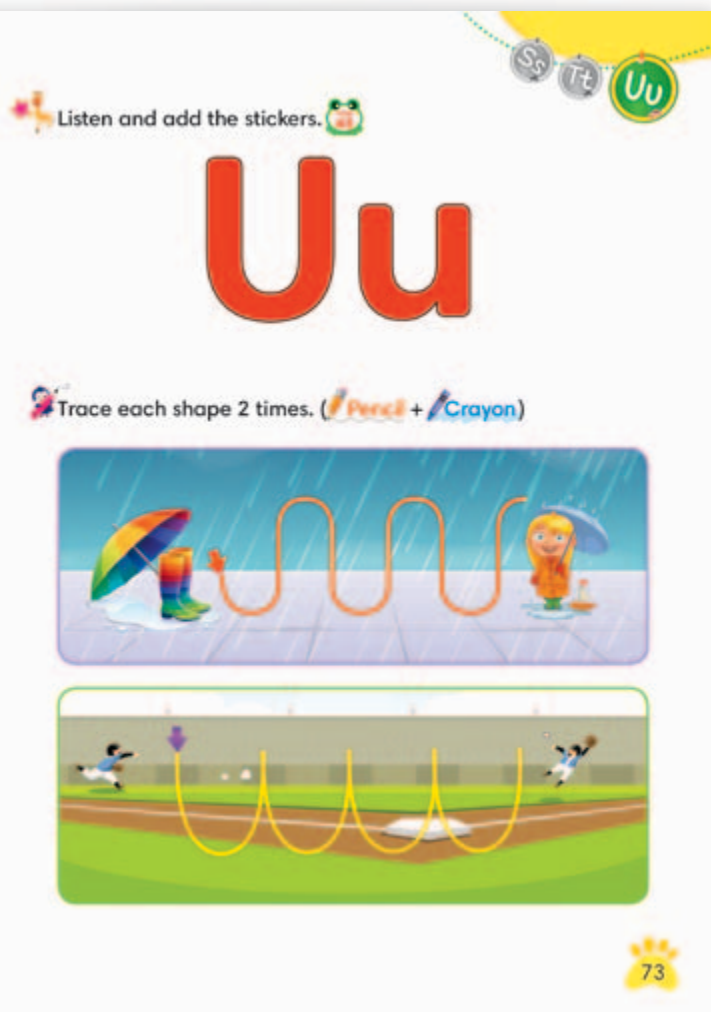 Ss Tt Uu
Listen and add the stickers.
Uu
Trace each shape 2 times. (Pencil + Crayon)
73